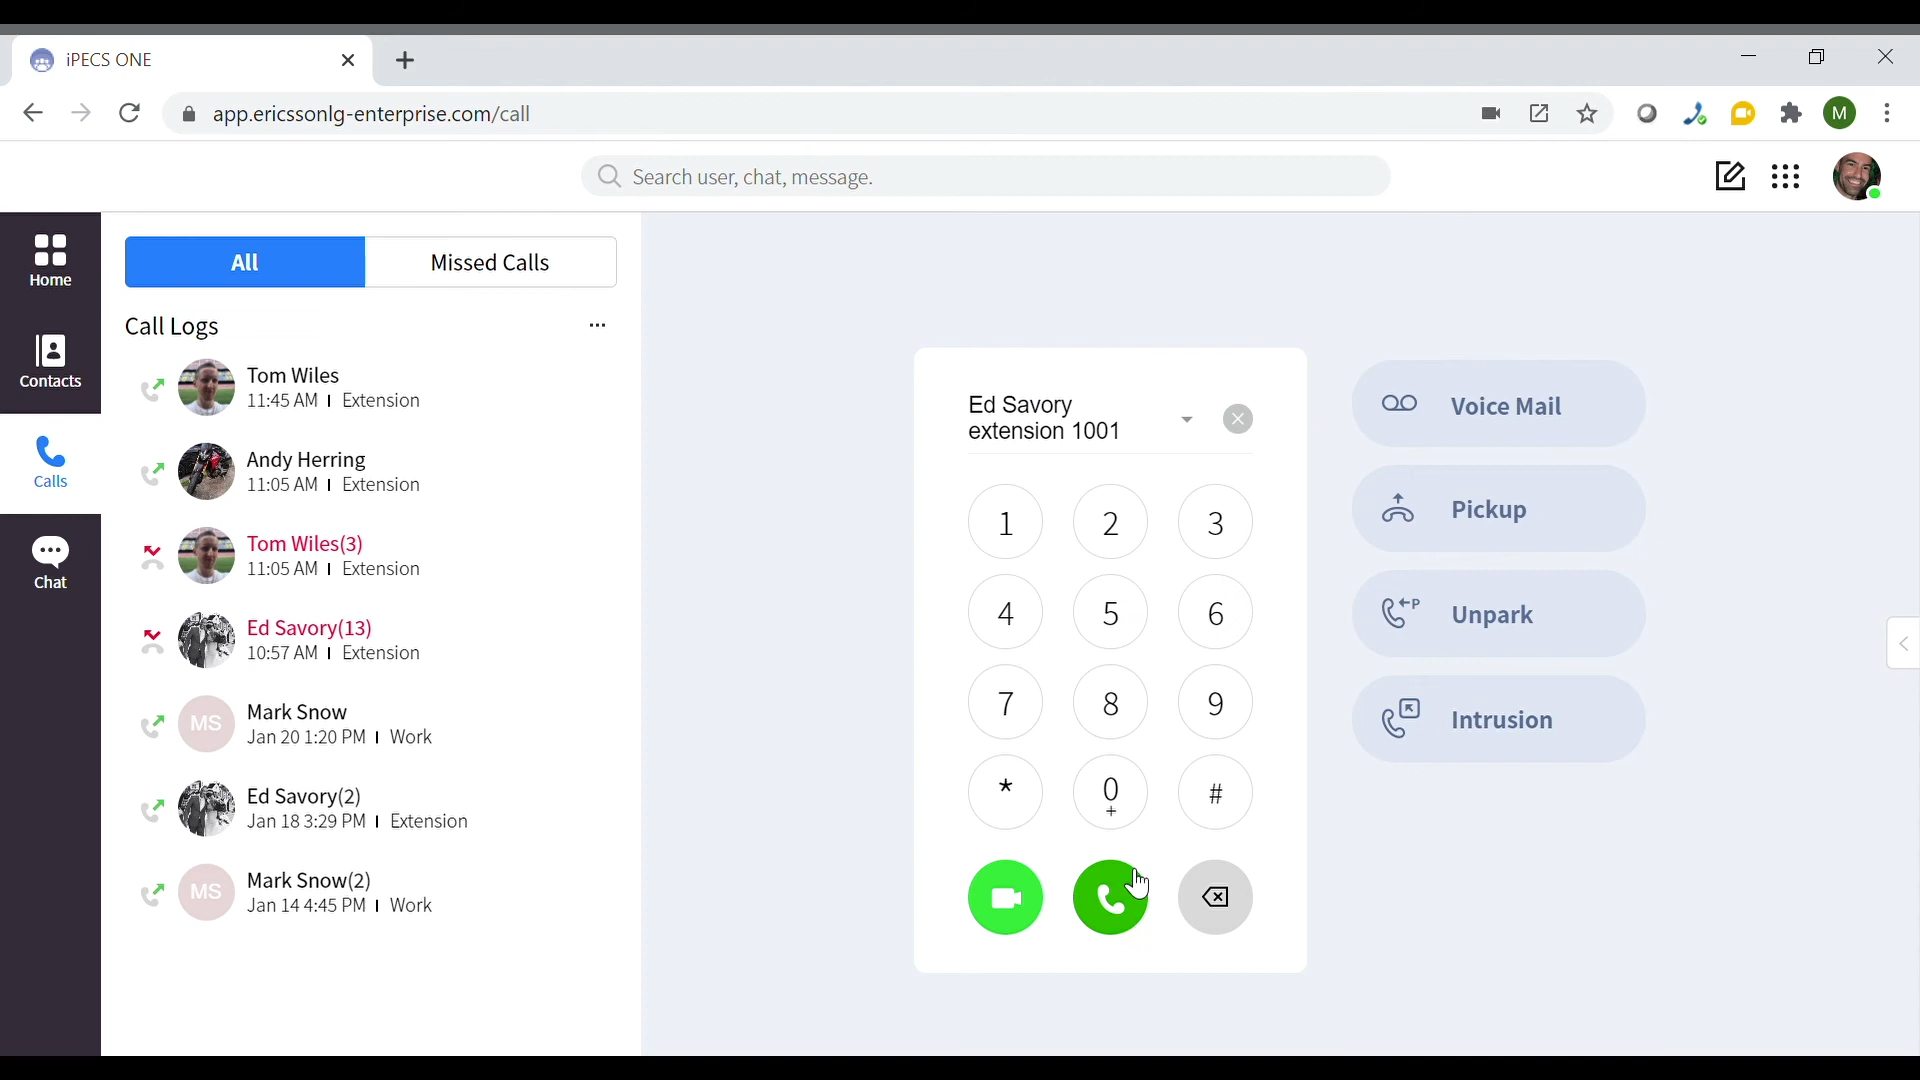 iPECS ONE
app.ericssonlg-enterprise.com/call
M
Search user, chat, message.
Home
Contacts
Calls
Chat
All
Missed Calls
Call Logs
Tom Wiles
11:45 AM I Extension
Andy Herring
11:05 AM I Extension
Tom Wiles(3)
11:05 AM I Extension
Ed Savory(13)
10:57 AM I Extension
MS
Mark Snow
Jan 20 1:20 PM I Work
Ed Savory(2)
Jan 18 3:29 PM I Extension
MS
Mark Snow(2)
Jan 14 4:45 PM I Work
Ed Savory
extension 1001
1 2 3
4 5 6
7 8 9
* 0 #
+
Voice Mail
Pickup
P
Unpark
Intrusion